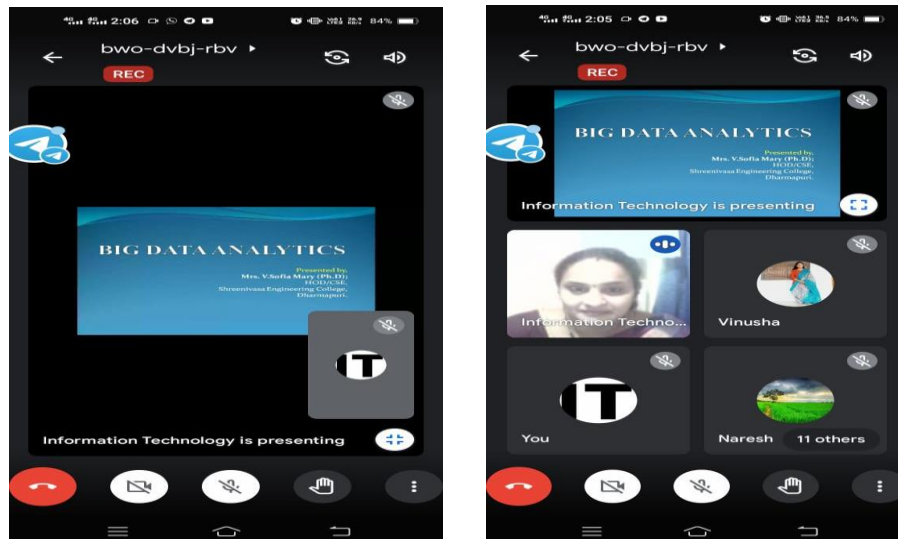 2:06
84%
bwo-dvbj-rbv
REC
BIG DATA ANALYTICS
Presented by,
Mrs. V.Sofia Mary (Ph.D);
HOD/CSE,
Shreenivasa Engineering College,
Dharmapuri.
IT
Information Technology is presenting
2:05
84%
bwo-dvbj-rbv
REC
BIG DATA ANALYTICS
Presented by,
Mrs. V.Sofia Mary (Ph.D);
HOD/CSE,
Shreenivasa Engineering College,
Dharmapuri.
Information Technology is presenting
Information Techno...
Vinusha
IT
You
Naresh
11 others